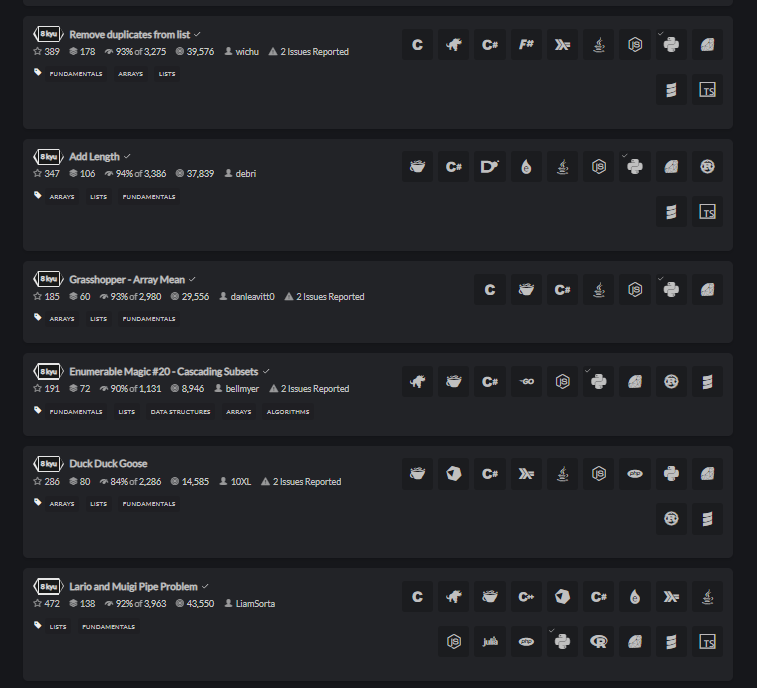 8 kyu Remove duplicates from list
389 178 93% of 3,275 39,576 wichu 2 Issues Reported
FUNDAMENTALS ARRAYS LISTS
C C# F# JS
TS
8 kyu Add Length
347 106 94% of 3,386 37,839 debri
ARRAYS LISTS FUNDAMENTALS
C# D JS
TS
8 kyu Grasshopper - Array Mean
185 60 93% of 2,980 29,556 danleavitt0 2 Issues Reported
ARRAYS LISTS FUNDAMENTALS
C C# JS
8 kyu Enumerable Magic #20 - Cascading Subsets
191 72 90% of 1,131 8,946 bellmyer 2 Issues Reported
FUNDAMENTALS LISTS DATA STRUCTURES ARRAYS ALGORITHMS
C# GO JS
8 kyu Duck Duck Goose
286 80 84% of 2,286 14,585 10XL 2 Issues Reported
ARRAYS LISTS FUNDAMENTALS
C# JS php
8 kyu Lario and Muigi Pipe Problem
472 138 92% of 3,963 43,550 LiamSorta
LISTS FUNDAMENTALS
C C++ C# e
JS julia php R TS